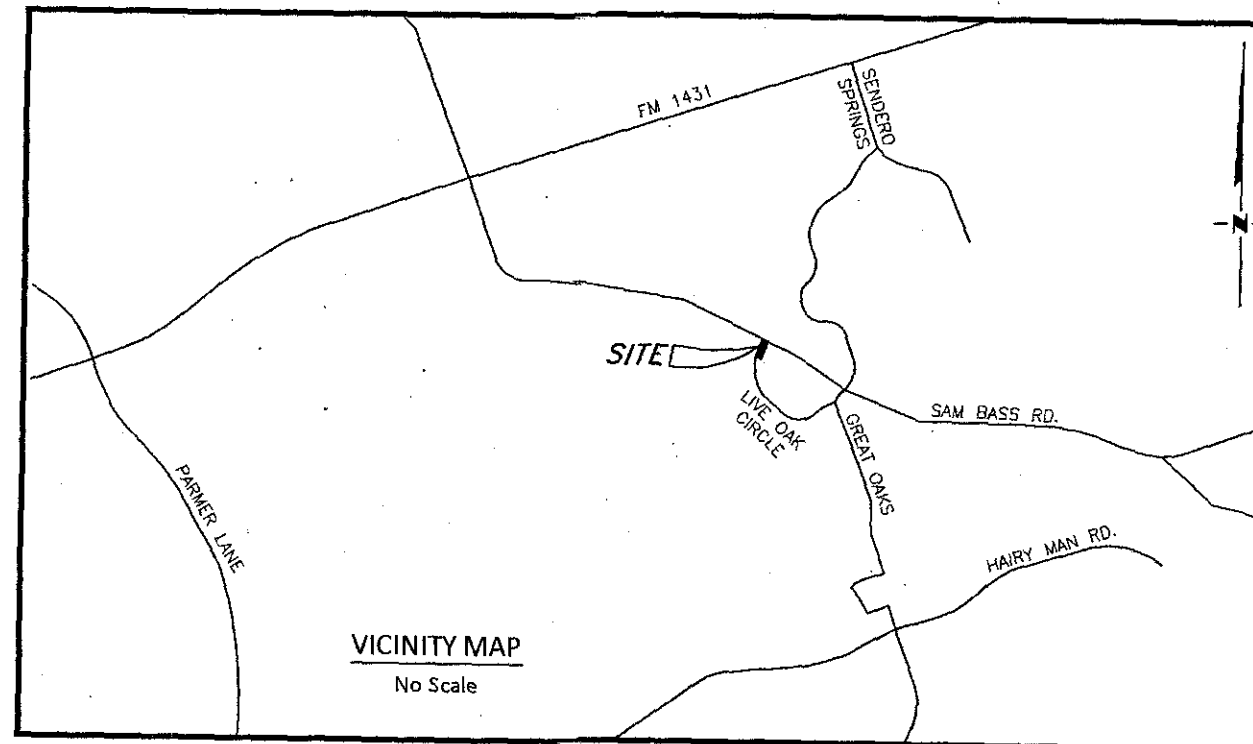 FM 1431
SENDERO
SPRINGS
N
SITE
LIVE OAK
CIRCLE
GREAT OAKS
SAM BASS RD.
PARMER LANE
HAIRY MAN RD.
VICINITY MAP
No Scale